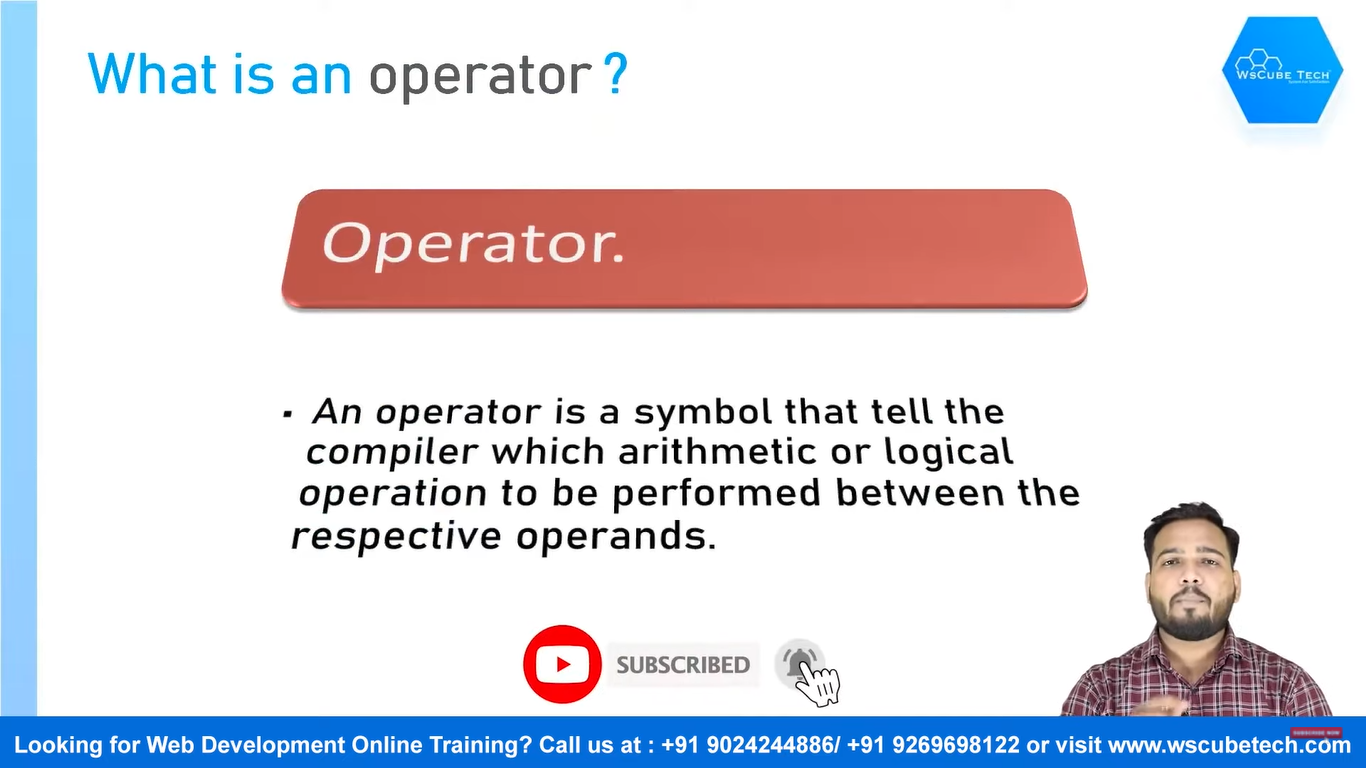 What is an operator ?
WsCube Tech
Operator.
▪ An operator is a symbol that tell the
compiler which arithmetic or logical
operation to be performed between the
respective operands.
SUBSCRIBED
SUBSCRIBE NOW
Looking for Web Development Online Training? Call us at : +91 9024244886/ +91 9269698122 or visit www.wscubetech.com